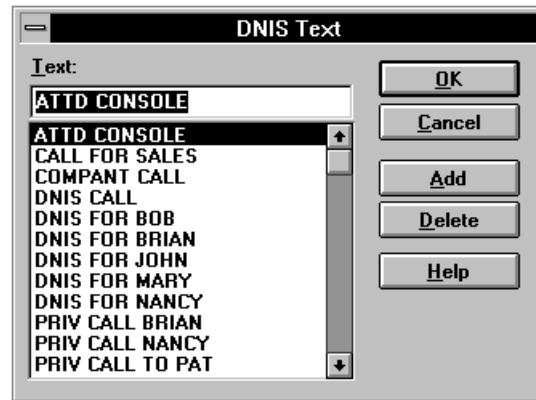 DNIS Text
Text:
ATTD CONSOLE
ATTD CONSOLE
CALL FOR SALES
COMPANT CALL
DNIS CALL
DNIS FOR BOB
DNIS FOR BRIAN
DNIS FOR JOHN
DNIS FOR MARY
DNIS FOR NANCY
PRIV CALL BRIAN
PRIV CALL NANCY
PRIV CALL TO PAT
OK
Cancel
Add
Delete
Help